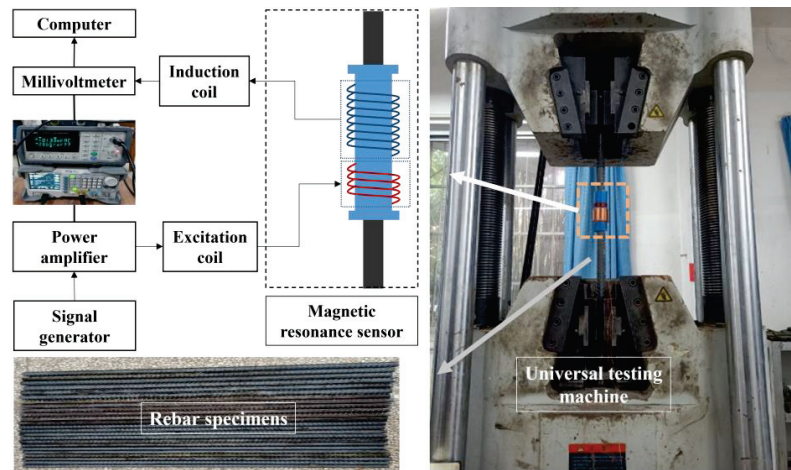 Computer
Millivoltmeter
Induction
coil
Power
amplifier
Excitation
coil
Signal
generator
Magnetic
resonance sensor
Rebar specimens
Universal testing
machine